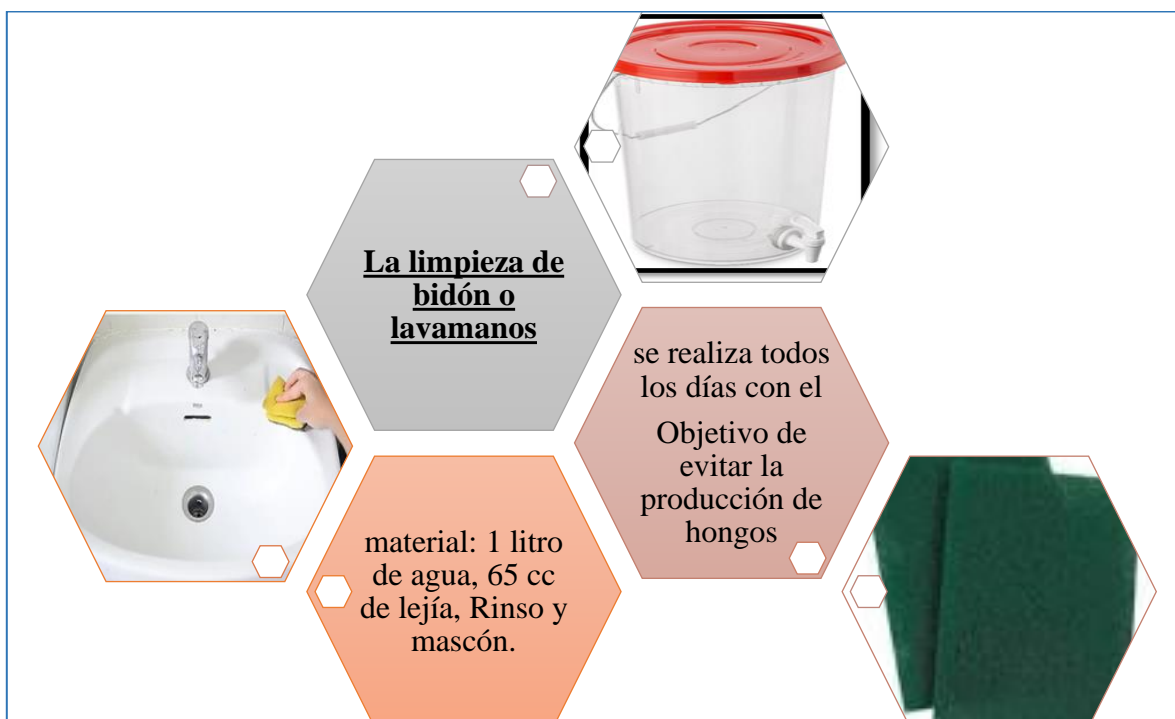 La limpieza de
bidón o
lavamanos
se realiza todos
los días con el
Objetivo de
evitar la
producción de
hongos
material: 1 litro
de agua, 65 cc
de lejía, Rinso y
mascón.